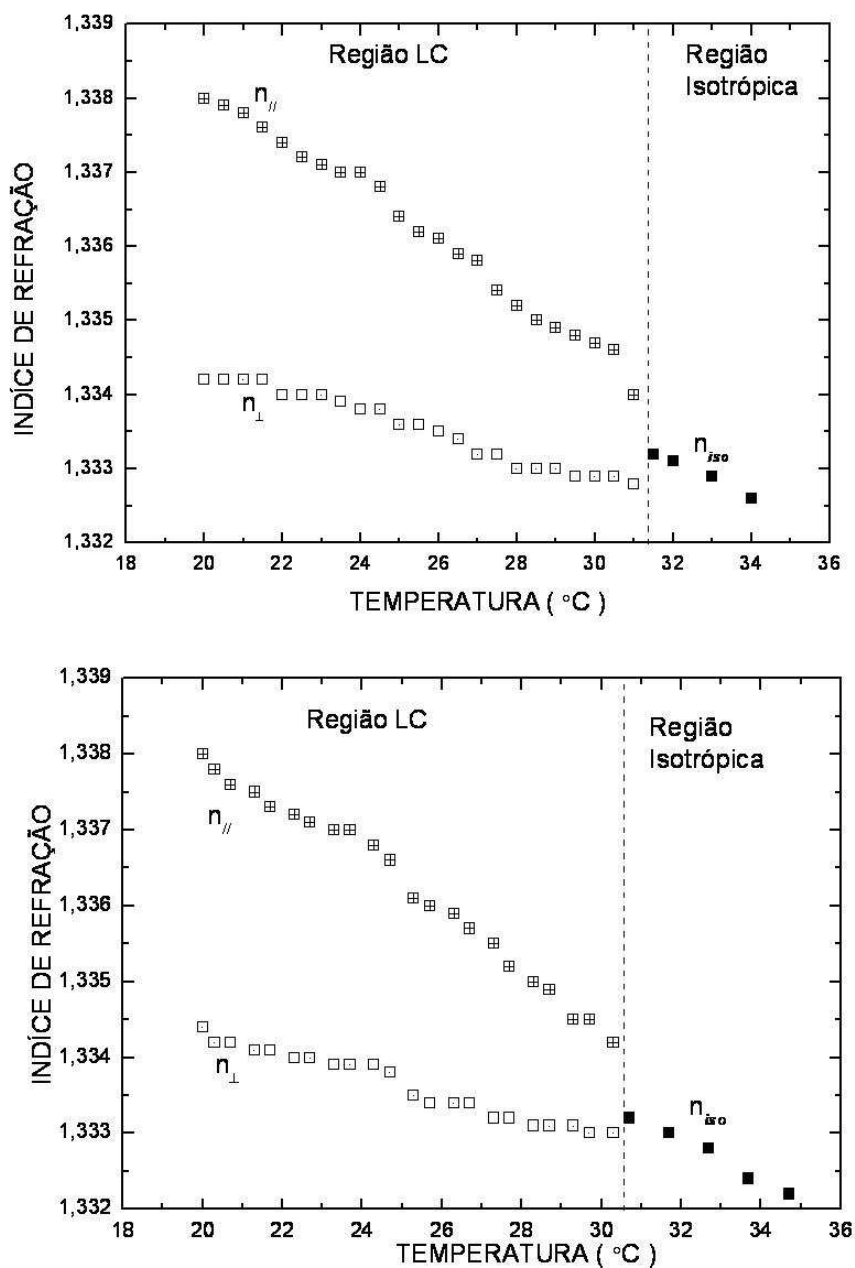 1,339
Região LC
Região
Isotrópica
1,338
n//
1,337
1,336
1,335
1,334
n⊥
niso
1,333
1,332
18 20 22 24 26 28 30 32 34 36
INDÍCE DE REFRAÇÃO
TEMPERATURA ( °C )
1,339
Região LC
Região
Isotrópica
1,338
n//
1,337
1,336
1,335
1,334
n⊥
niso
1,333
1,332
18 20 22 24 26 28 30 32 34 36
INDÍCE DE REFRAÇÃO
TEMPERATURA ( °C )